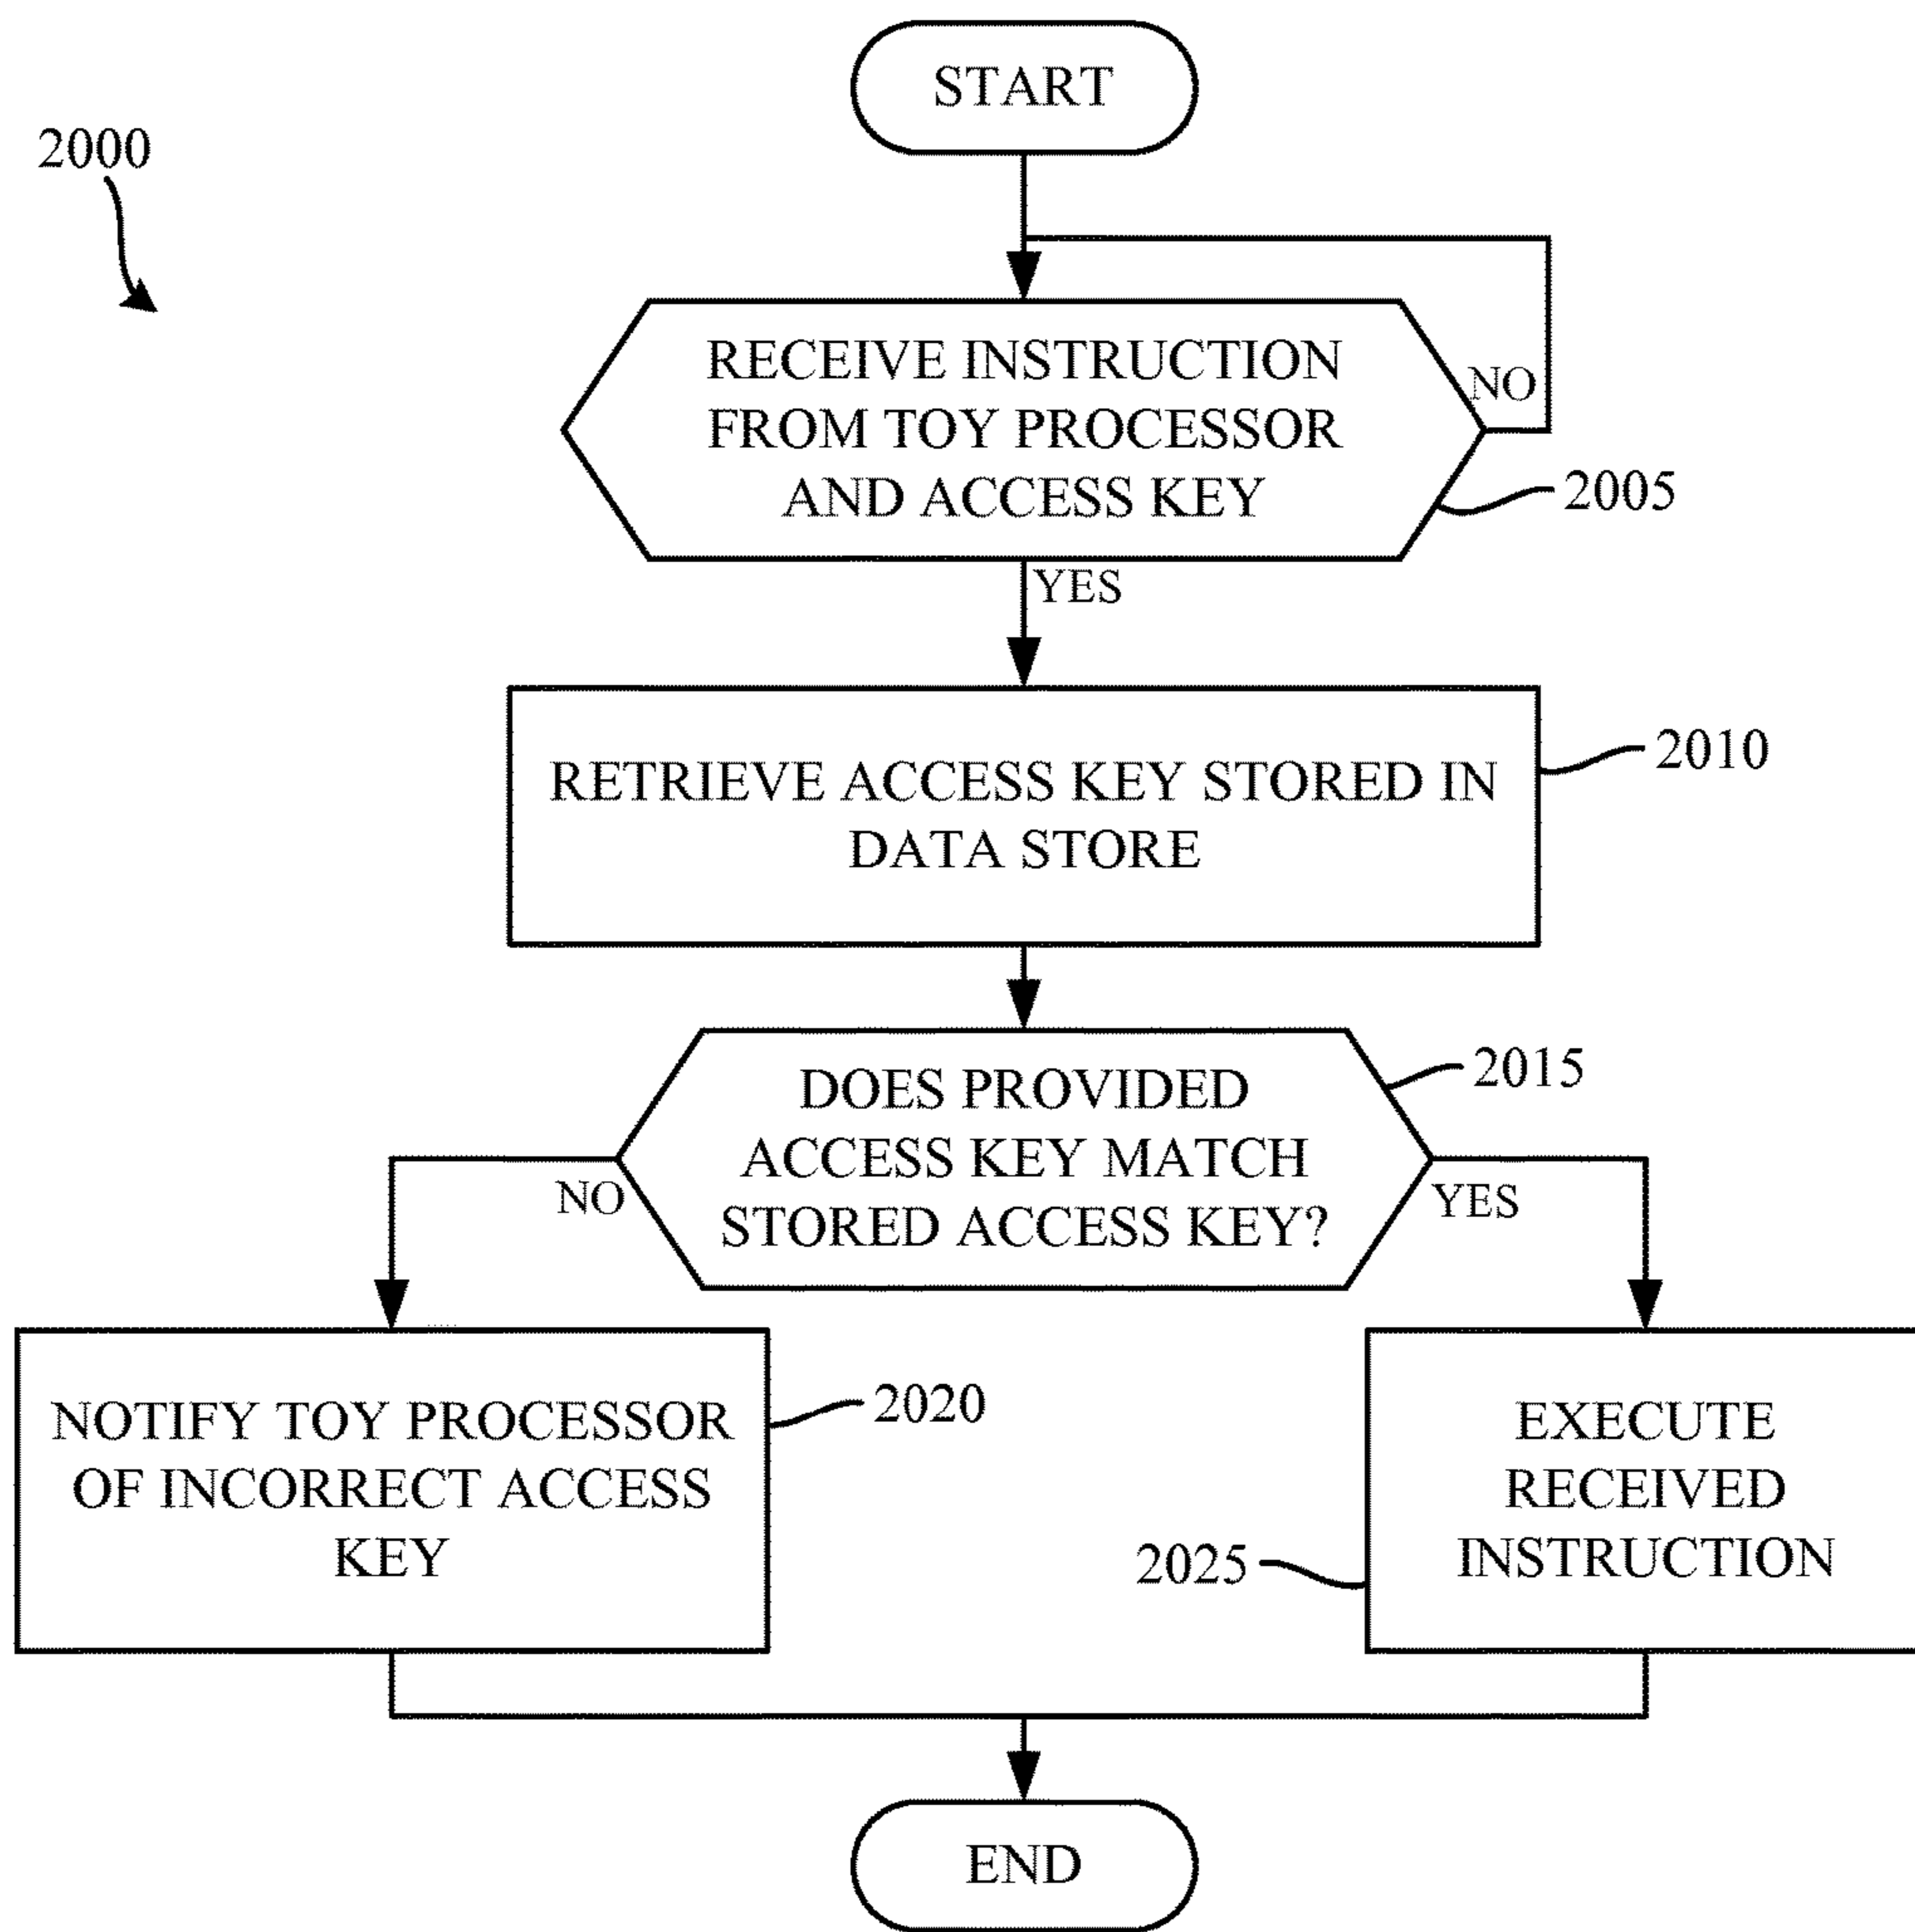 START
2000
RECEIVE INSTRUCTION
FROM TOY PROCESSOR
AND ACCESS KEY
NO
2005
YES
RETRIEVE ACCESS KEY STORED IN
DATA STORE
2010
DOES PROVIDED
ACCESS KEY MATCH
STORED ACCESS KEY?
2015
NO
YES
NOTIFY TOY PROCESSOR
OF INCORRECT ACCESS
KEY
2020
EXECUTE
RECEIVED
INSTRUCTION
2025
END